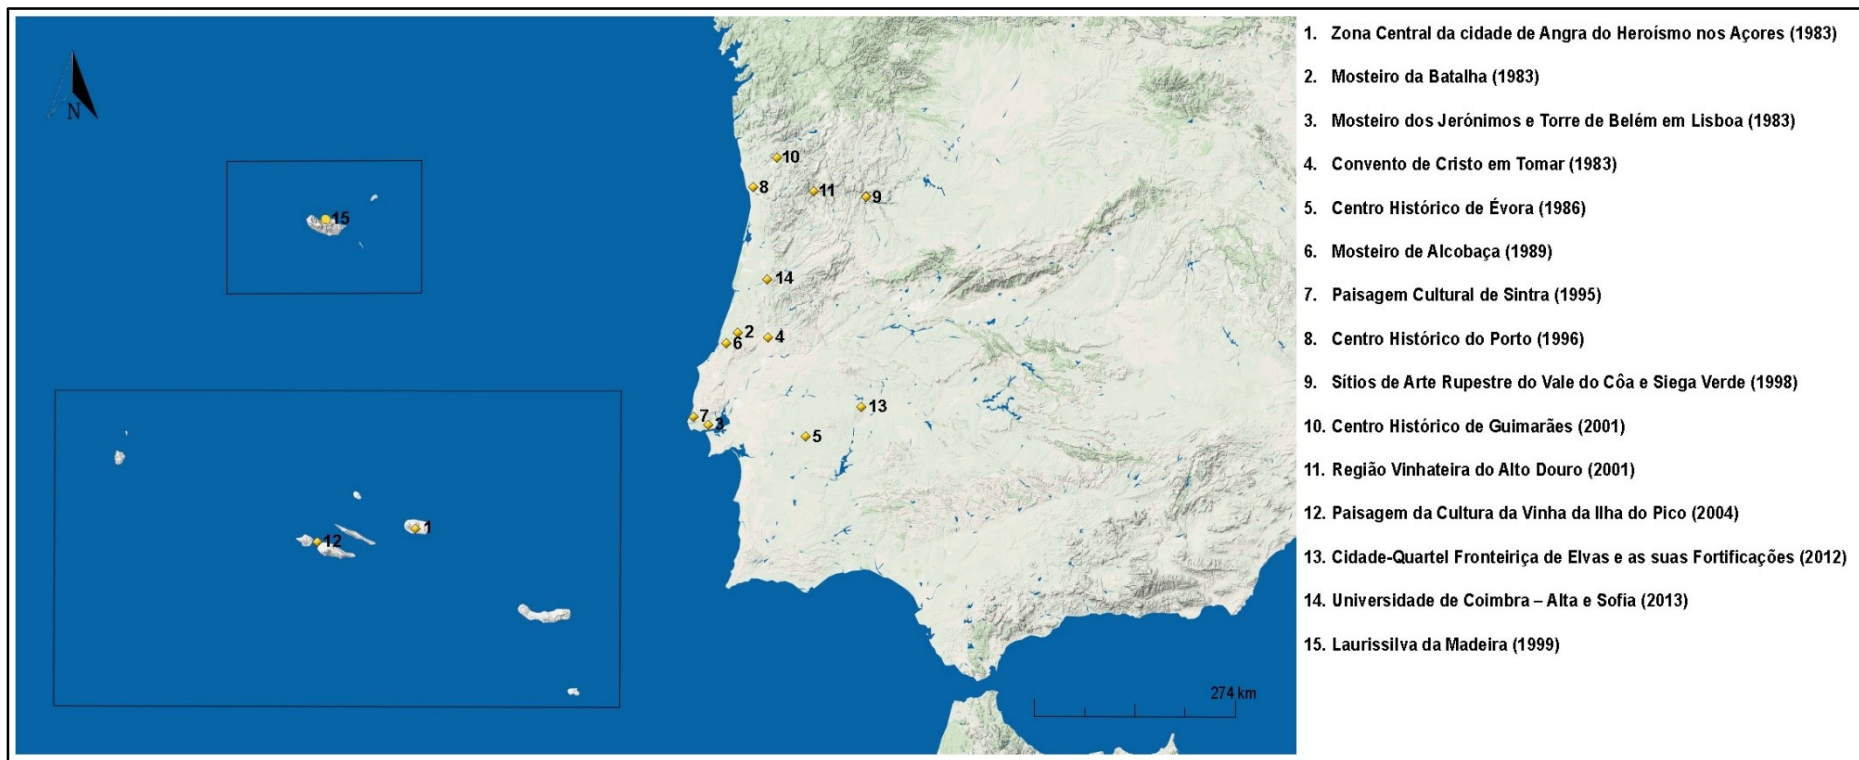 N
15
1
12
10
8
11
9
14
2
4
6
7
3
13
5
274 km
1. Zona Central da cidade de Angra do Heroísmo nos Açores (1983)
2. Mosteiro da Batalha (1983)
3. Mosteiro dos Jerónimos e Torre de Belém em Lisboa (1983)
4. Convento de Cristo em Tomar (1983)
5. Centro Histórico de Évora (1986)
6. Mosteiro de Alcobaça (1989)
7. Paisagem Cultural de Sintra (1995)
8. Centro Histórico do Porto (1996)
9. Sítios de Arte Rupestre do Vale do Côa e Siega Verde (1998)
10. Centro Histórico de Guimarães (2001)
11. Região Vinhateira do Alto Douro (2001)
12. Paisagem da Cultura da Vinha da Ilha do Pico (2004)
13. Cidade-Quartel Fronteiriça de Elvas e as suas Fortificações (2012)
14. Universidade de Coimbra – Alta e Sofia (2013)
15. Laurissilva da Madeira (1999)